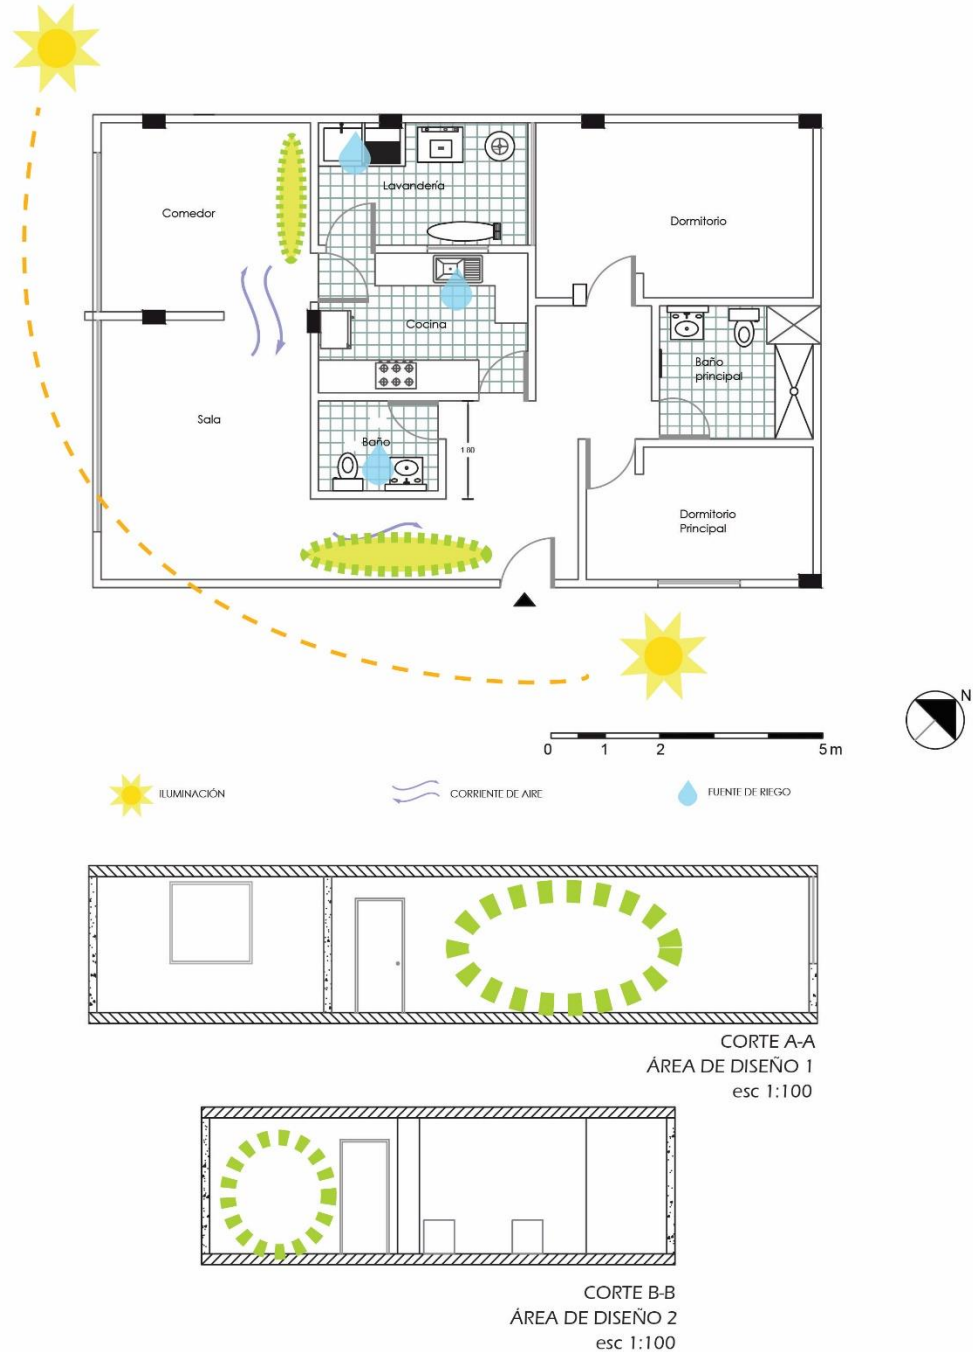 Comedor
Lavandería
Dormitorio
Cocina
Baño
principal
Sala
Baño
1 80
Dormitorio
Principal
N
0 1 2 5 m
ILUMINACIÓN
CORRIENTE DE AIRE
FUENTE DE RIEGO
CORTE A-A
ÁREA DE DISEÑO 1
esc 1:100
CORTE B-B
ÁREA DE DISEÑO 2
esc 1:100